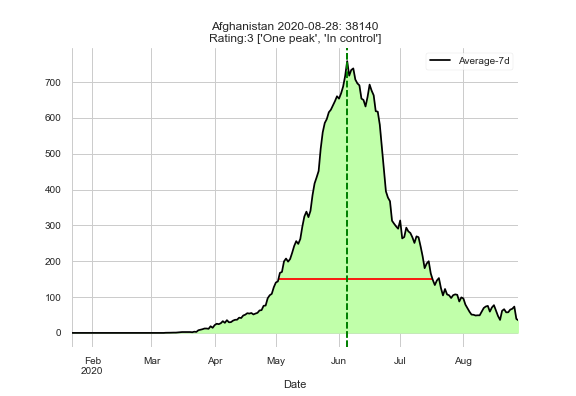 Afghanistan 2020-08-28: 38140
Rating:3 ['One peak', 'In control']
Average-7d
700
600
500
400
300
200
100
0
Feb
2020
Mar
Apr
May
Jun
Jul
Aug
Date